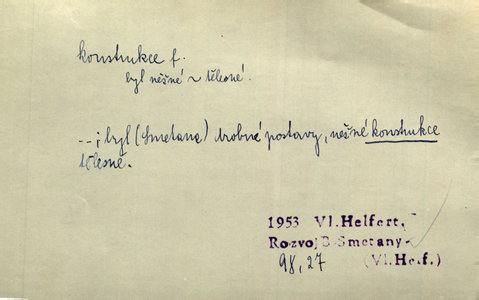 konstrukce f.
byl něžné ~ tělesné.
--; byl (Smetana) drobné postavy, něžné konstrukce
tělesné.
1953 Vl. Helfert,
Rozvoj B. Smetany
98,27 (Vl. Helf.)